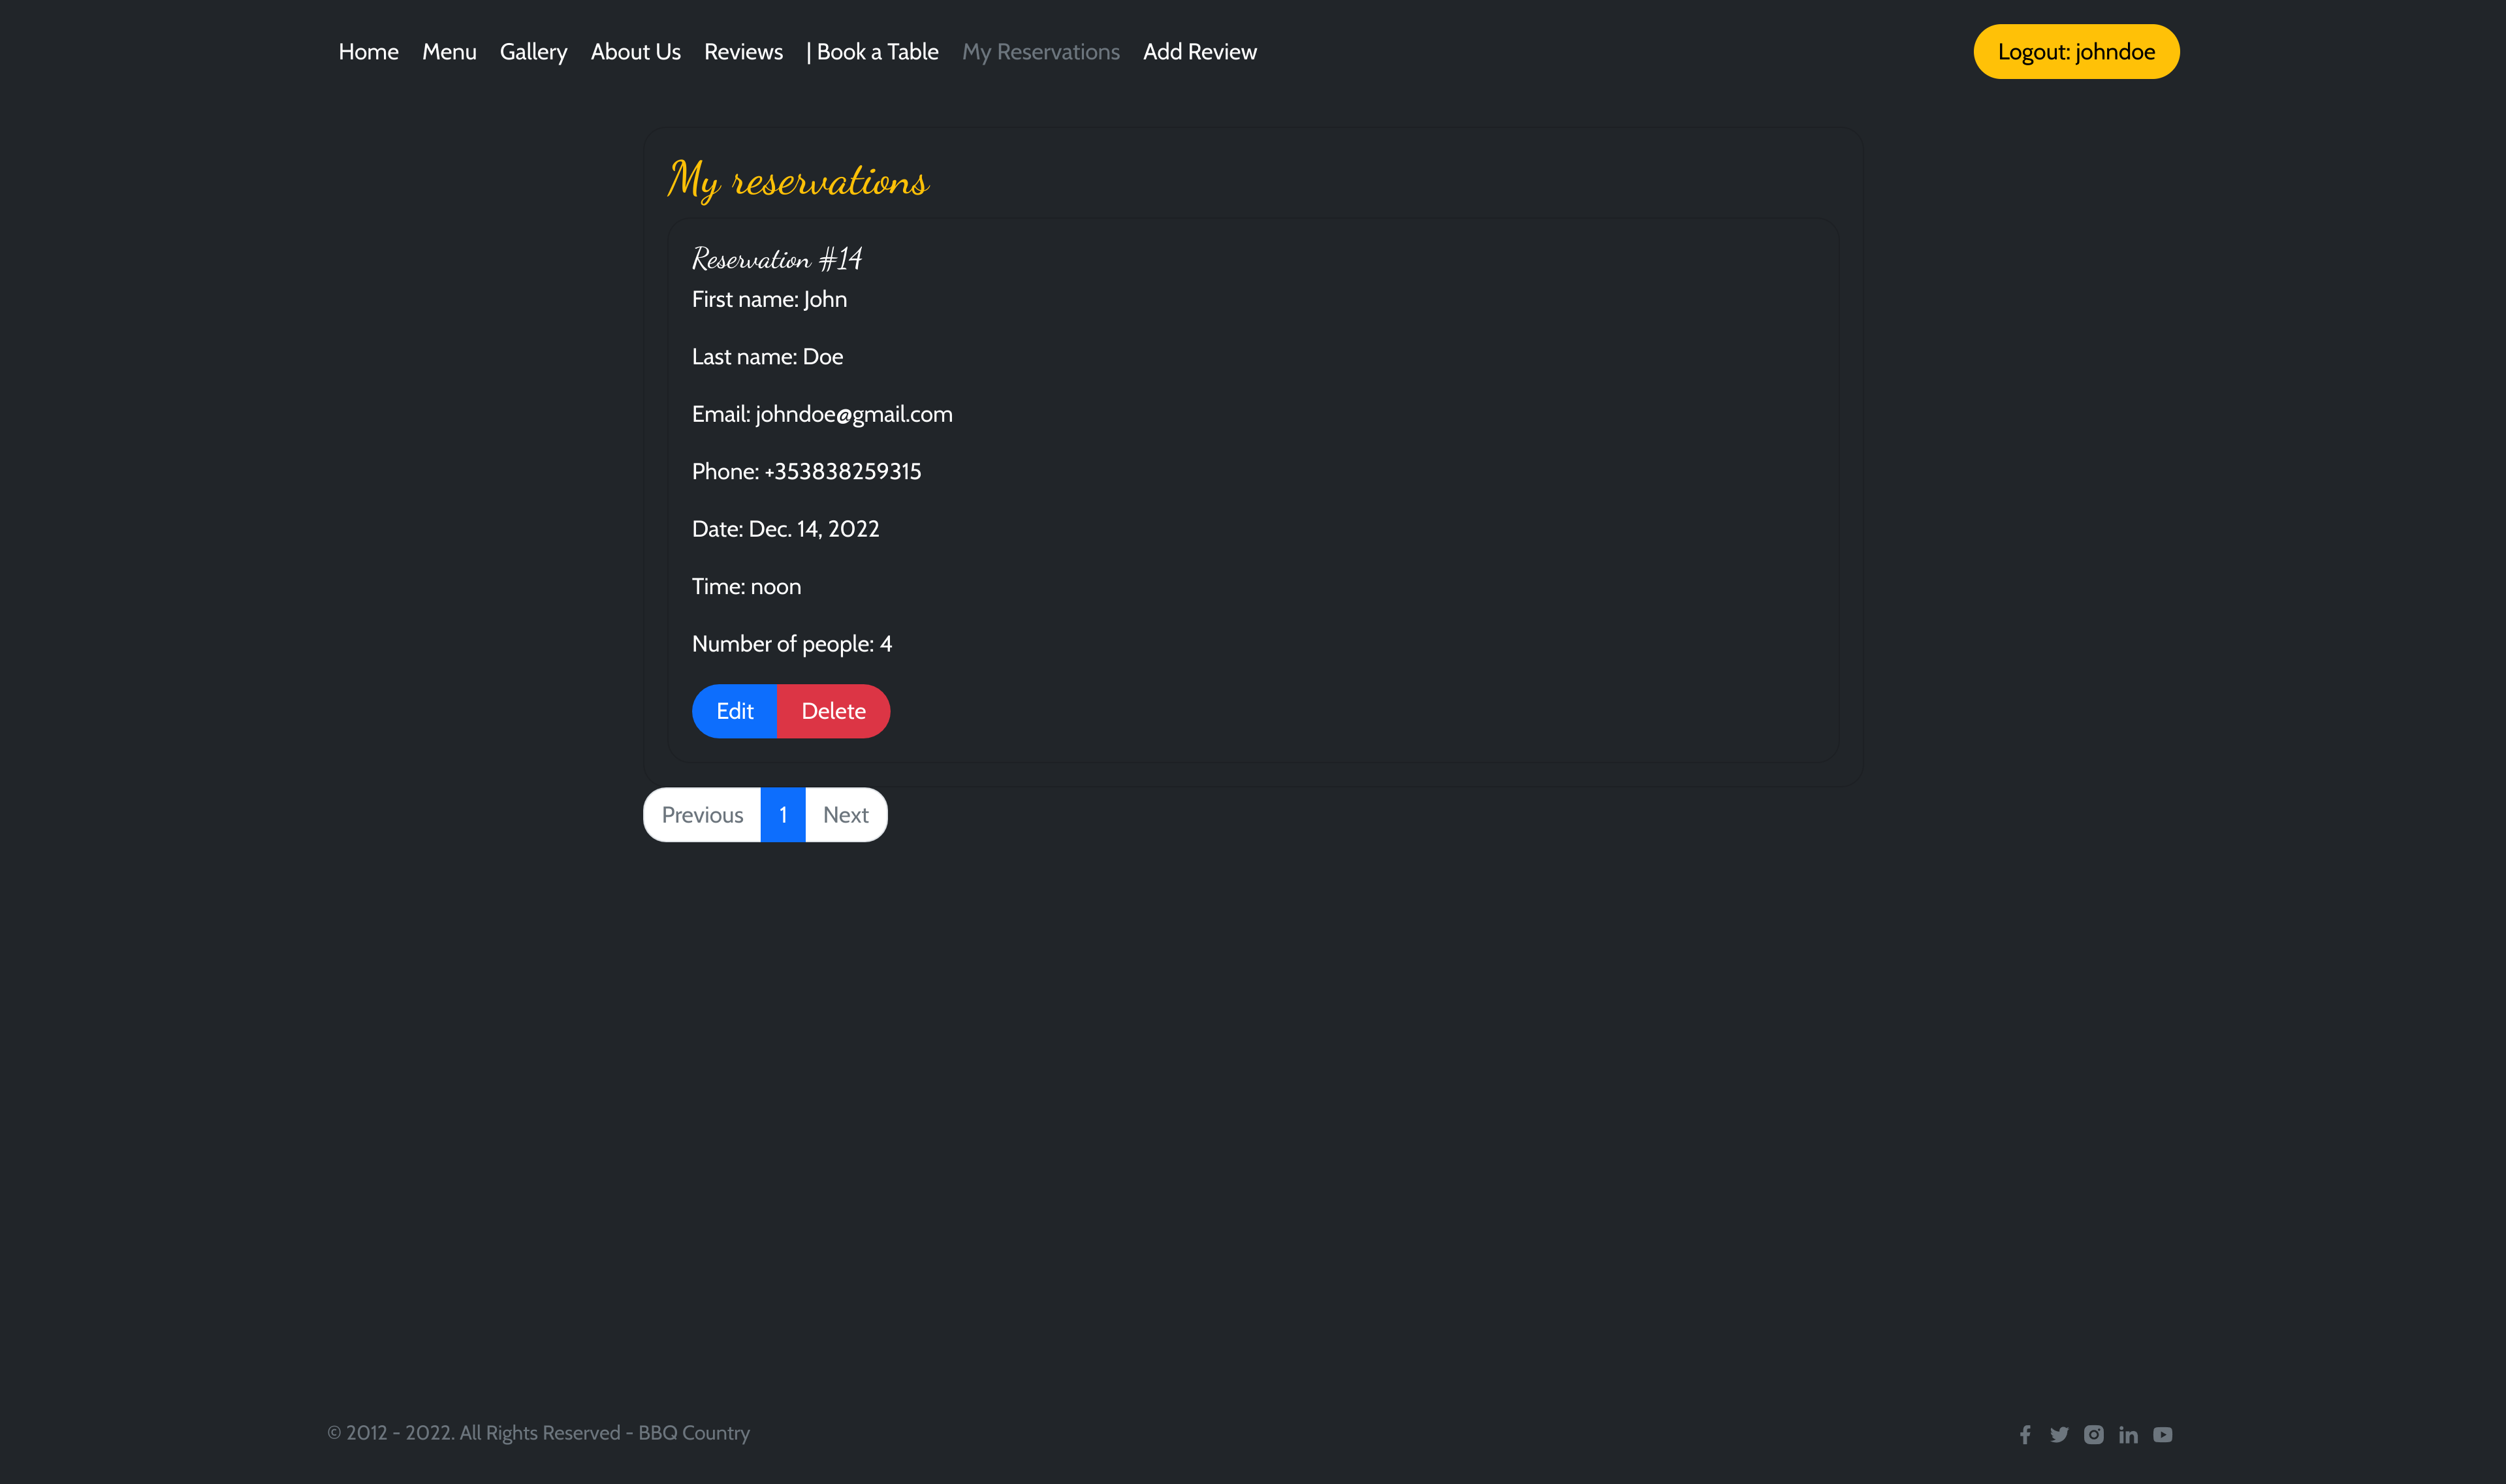 Home Menu Gallery About Us Reviews | Book a Table My Reservations Add Review Logout: johndoe
My reservations
Reservation #14
First name: John
Last name: Doe
Email: johndoe@gmail.com
Phone: +353838259315
Date: Dec. 14, 2022
Time: noon
Number of people: 4
Edit Delete
Previous 1 Next
© 2012 - 2022. All Rights Reserved - BBQ Country